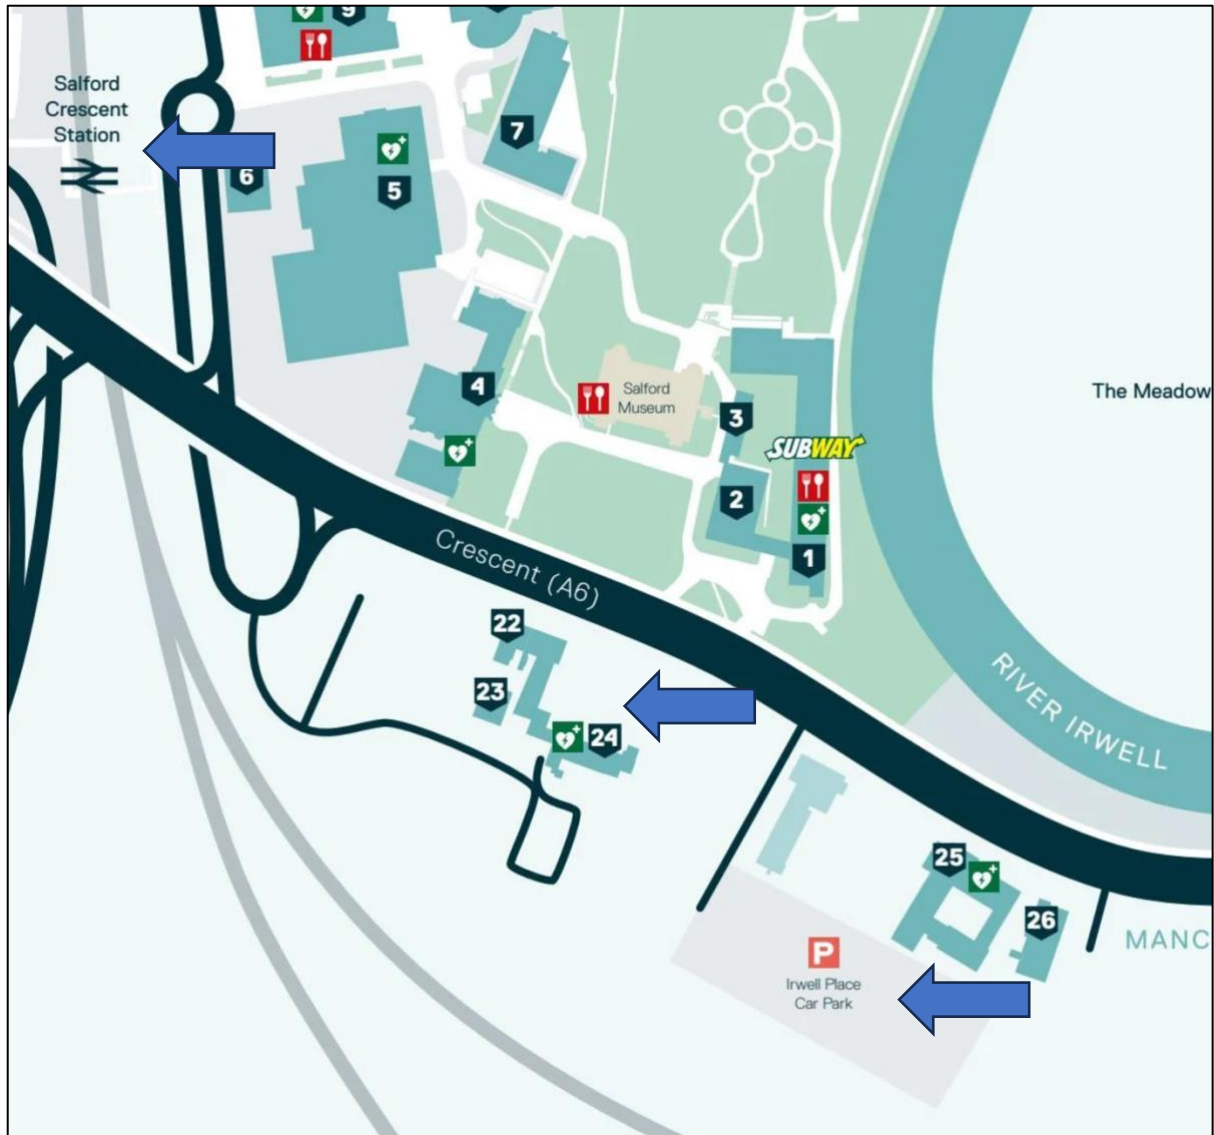 9
Salford
Crescent
Station
7
6
5
4
Salford
Museum
3
The Meadow
SUBWAY
2
1
Crescent (A6)
22
23
24
RIVER IRWELL
25
26
MANC
P
Irwell Place
Car Park